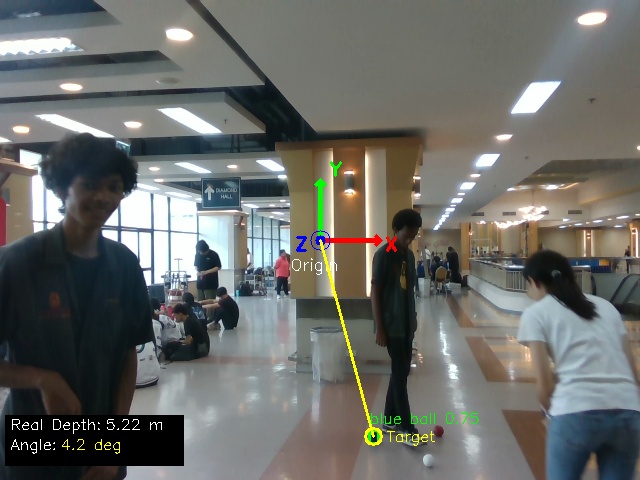 DIAMOND
HALL
Y
Z
X
Origin
blue ball 0.75
Target
Real Depth: 5.22 m
Angle: 4.2 deg